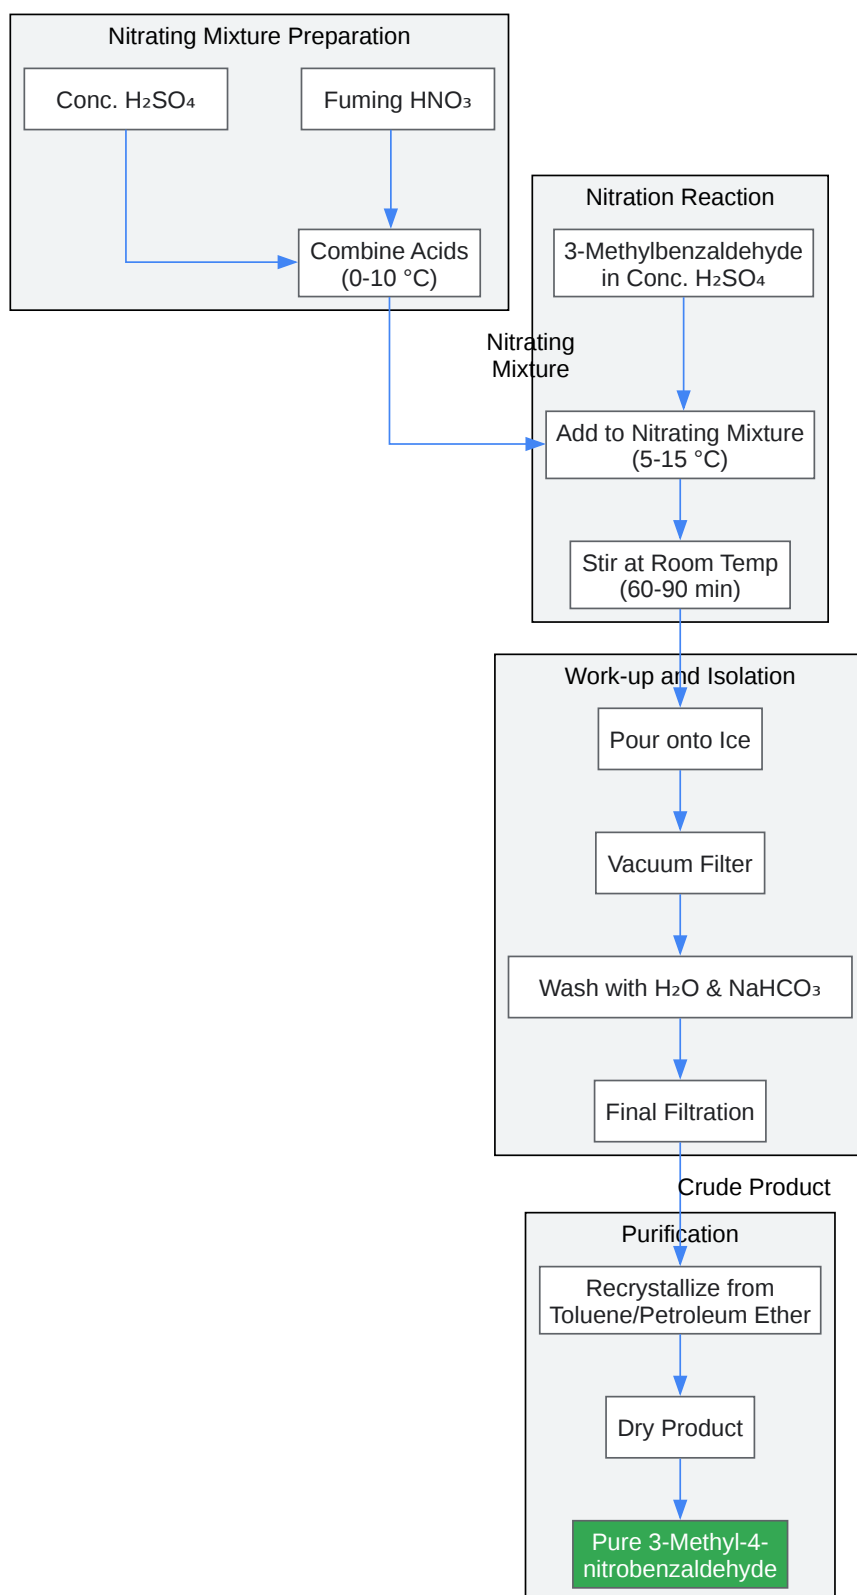 Nitrating Mixture Preparation
Conc. H₂SO₄
Fuming HNO₃
Combine Acids
(0-10 °C)
Nitrating
Mixture
Nitration Reaction
3-Methylbenzaldehyde
in Conc. H₂SO₄
Add to Nitrating Mixture
(5-15 °C)
Stir at Room Temp
(60-90 min)
Work-up and Isolation
Pour onto Ice
Vacuum Filter
Wash with H₂O & NaHCO₃
Final Filtration
Crude Product
Purification
Recrystallize from
Toluene/Petroleum Ether
Dry Product
Pure 3-Methyl-4-
nitrobenzaldehyde